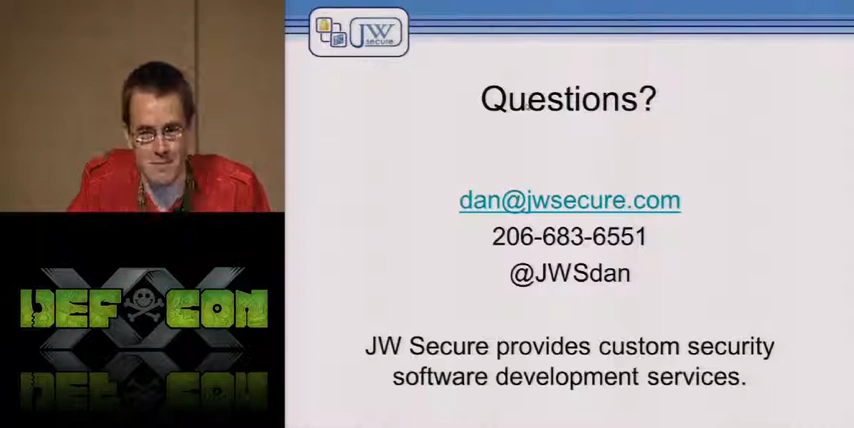 JW
secure
Questions?
dan@jwsecure.com
206-683-6551
@JWSdan
JW Secure provides custom security
software development services.
DEF CON
XX